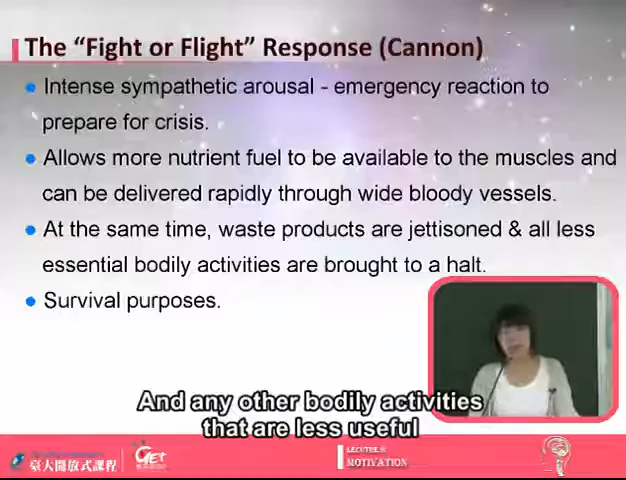 The “Fight or Flight” Response (Cannon)
Intense sympathetic arousal - emergency reaction to
prepare for crisis.
Allows more nutrient fuel to be available to the muscles and
can be delivered rapidly through wide bloody vessels.
At the same time, waste products are jettisoned & all less
essential bodily activities are brought to a halt.
Survival purposes.
And any other bodily activities
that are less useful
臺大開放式課程
GET
MOTIVATION